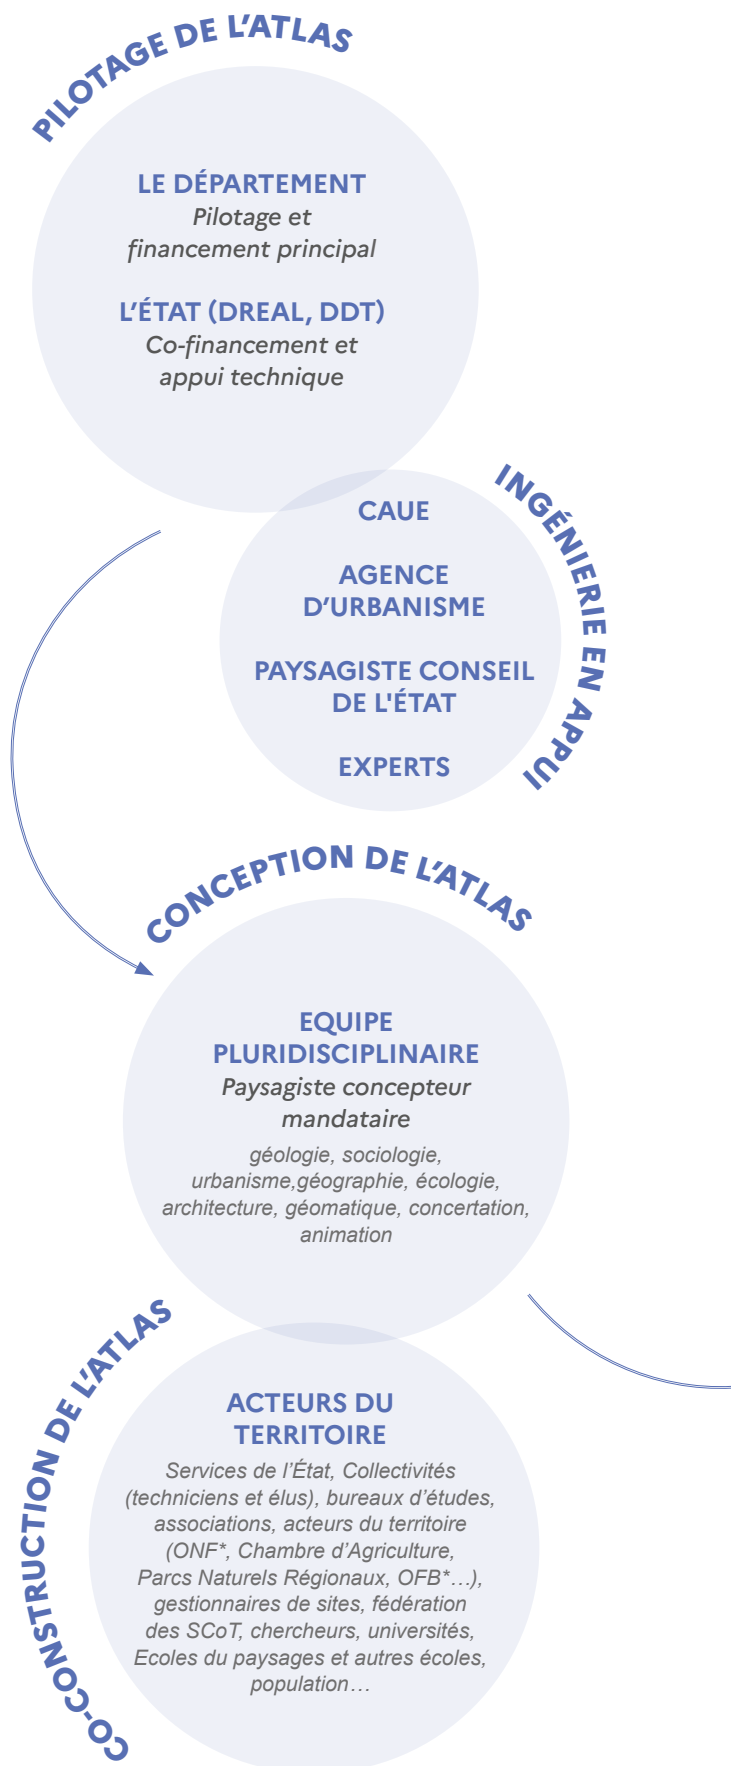 PILOTAGE DE L’ATLAS
LE DÉPARTEMENT
Pilotage et
financement principal
L’ÉTAT (DREAL, DDT)
Co-financement et
appui technique
INGÉNIERIE EN APPUI
CAUE
AGENCE
D’URBANISME
PAYSAGISTE CONSEIL
DE L'ÉTAT
EXPERTS
CONCEPTION DE L’ATLAS
EQUIPE
PLURIDISCIPLINAIRE
Paysagiste concepteur
mandataire
géologie, sociologie,
urbanisme,géographie, écologie,
architecture, géomatique, concertation,
animation
CO-CONSTRUCTION DE L’ATLAS
ACTEURS DU
TERRITOIRE
Services de l’État, Collectivités
(techniciens et élus), bureaux d’études,
associations, acteurs du territoire
(ONF*, Chambre d’Agriculture,
Parcs Naturels Régionaux, OFB*…),
gestionnaires de sites, fédération
des SCoT, chercheurs, universités,
Ecoles du paysages et autres écoles,
population…